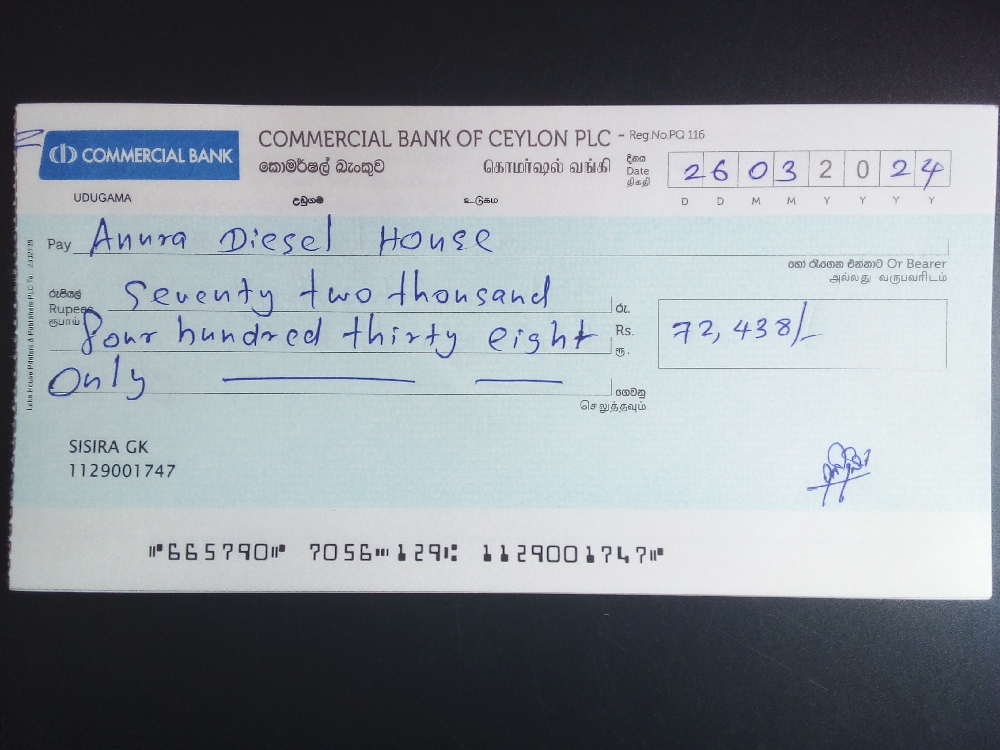 COMMERCIAL BANK
COMMERCIAL BANK OF CEYLON PLC - Reg.No.PQ 116
කොමර්ෂල් බැංකුව கொமர்ஷல் வங்கி
දිනය
Date
திகதி
26032024
D D M M Y Y Y Y
UDUGAMA උඩුගම உடுகம
Pay Anura Diesel House
හෝ රැගෙන එන්නාට Or Bearer
அல்லது வருபவரிடம்
රුපියල්
Rupees
ரூபாய்
Seventy two thousand
four hundred thirty eight
Only
රු.
Rs.
ரூ.
72,438/-
ගෙවනු
செலுத்தவும்
SISIRA GK
1129001747
⑈665790⑈ 7056⑉129⑆ 1129001747⑈